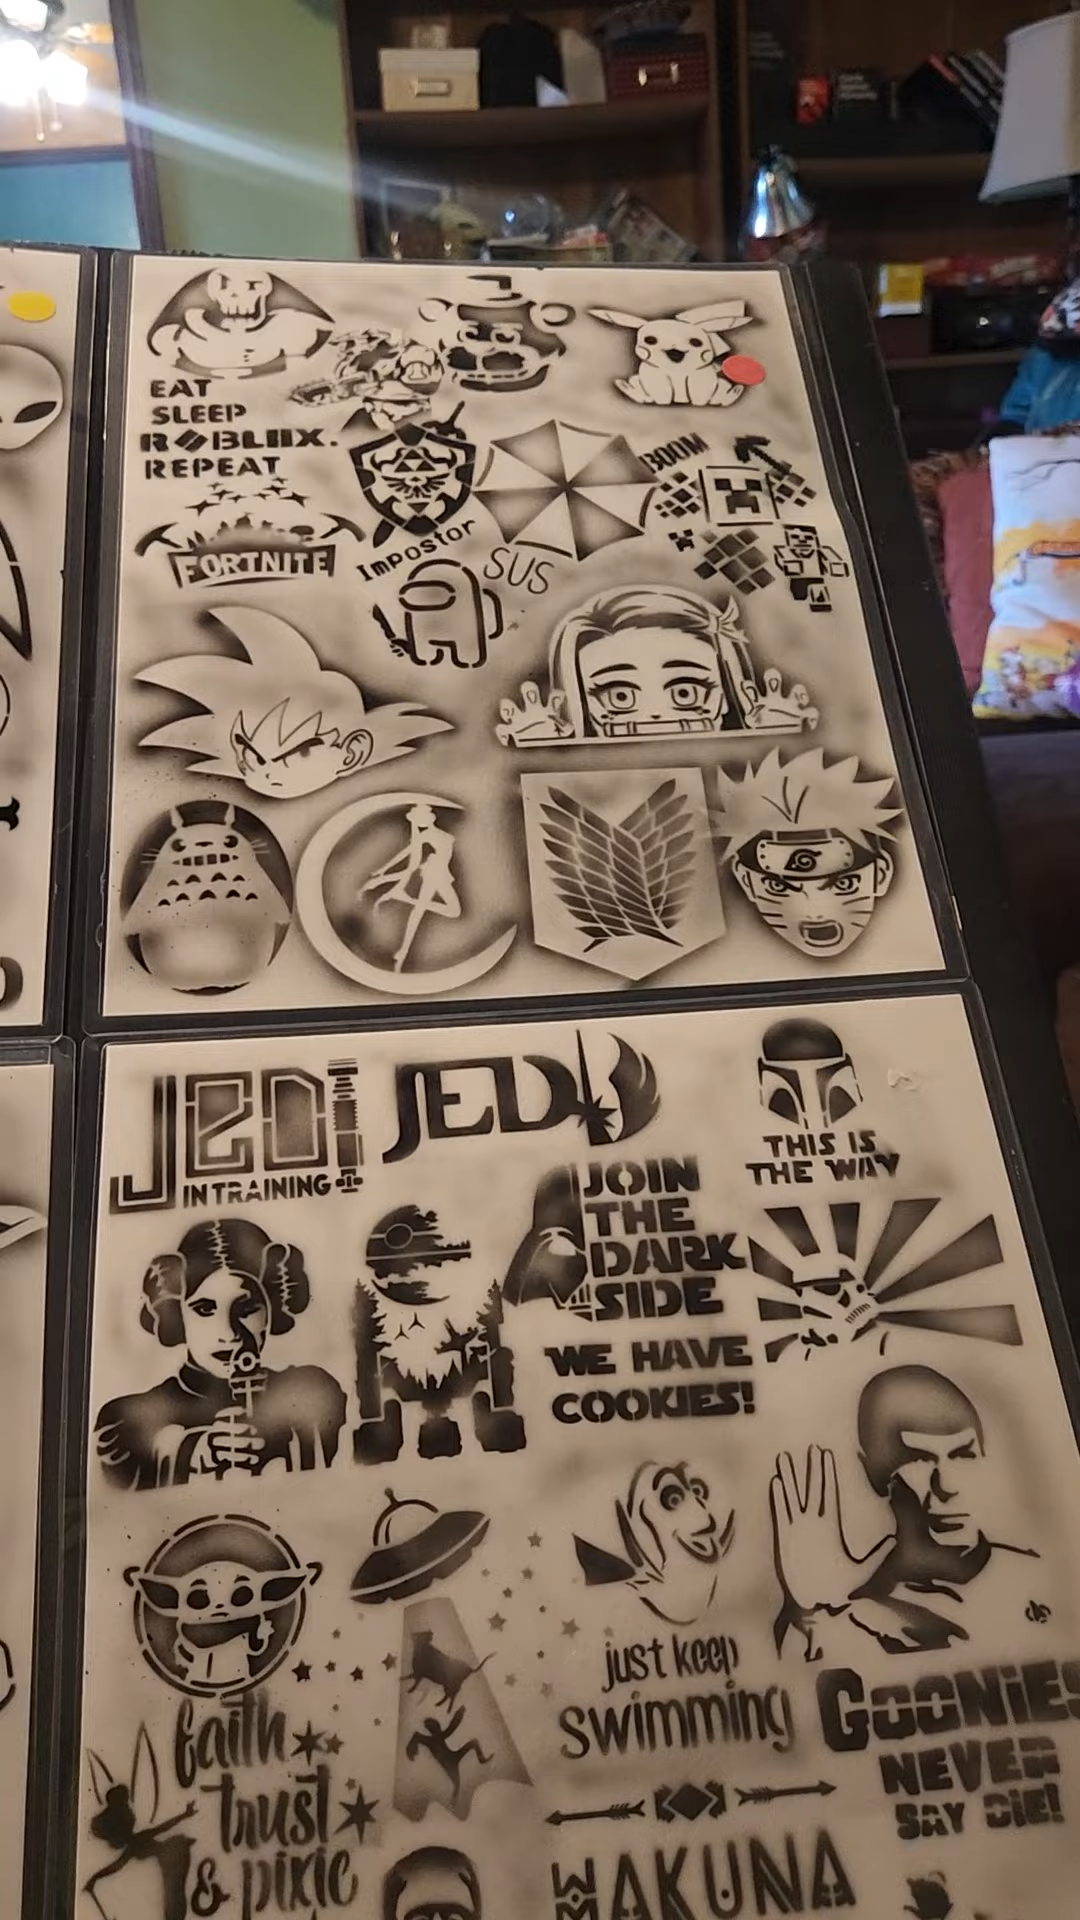 EAT
SLEEP
ROBLOX.
REPEAT
BOOM
FORTNITE
Impostor
SUS
JEDI
IN TRAINING
JEDI
THIS IS
THE WAY
JOIN
THE
DARK
SIDE
WE HAVE
COOKIES!
just keep
swimming
GOONIES
NEVER
SAY DIE!
faith
trust
& pixie
HAKUNA